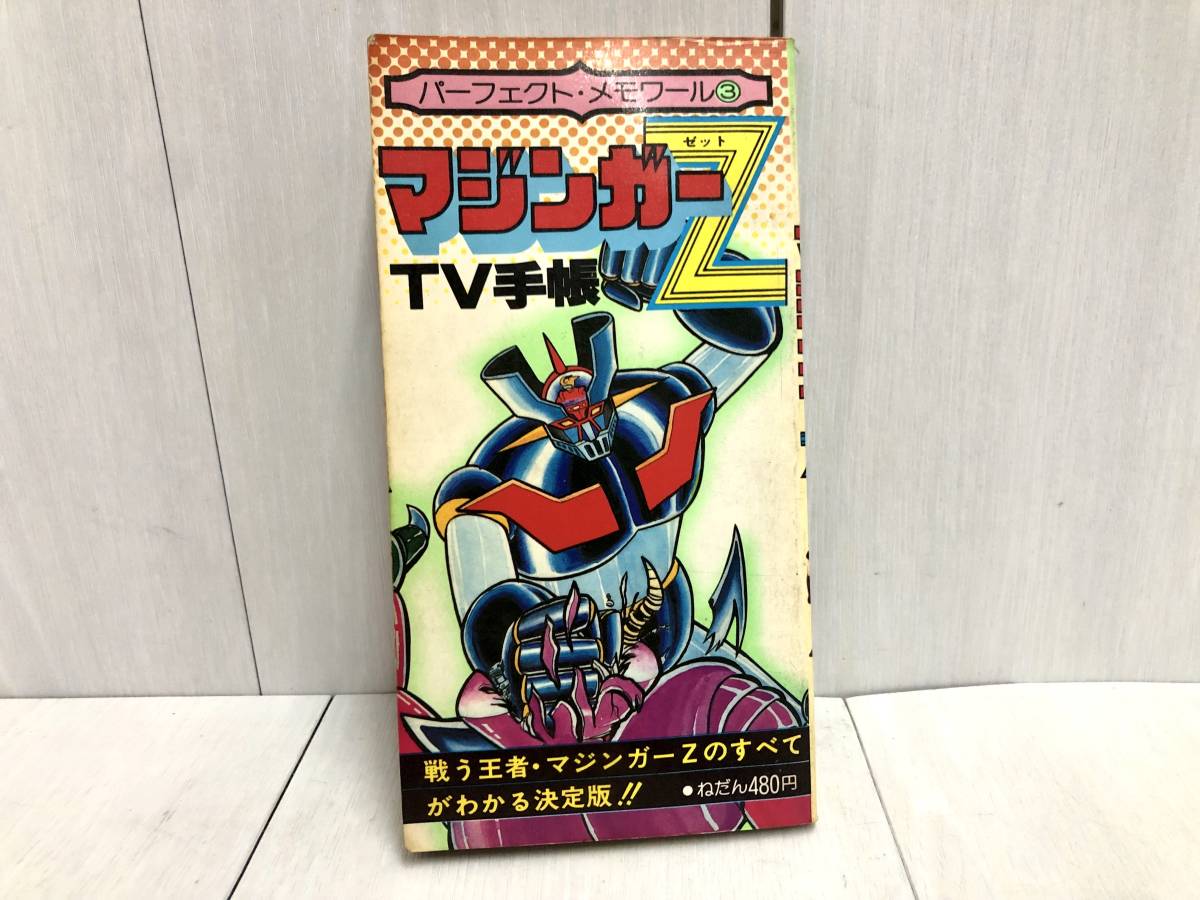 パーフェクト・メモワール③
マジンガーZ
ゼット
TV手帳
戦う王者・マジンガーZのすべて
がわかる決定版!!
●ねだん480円